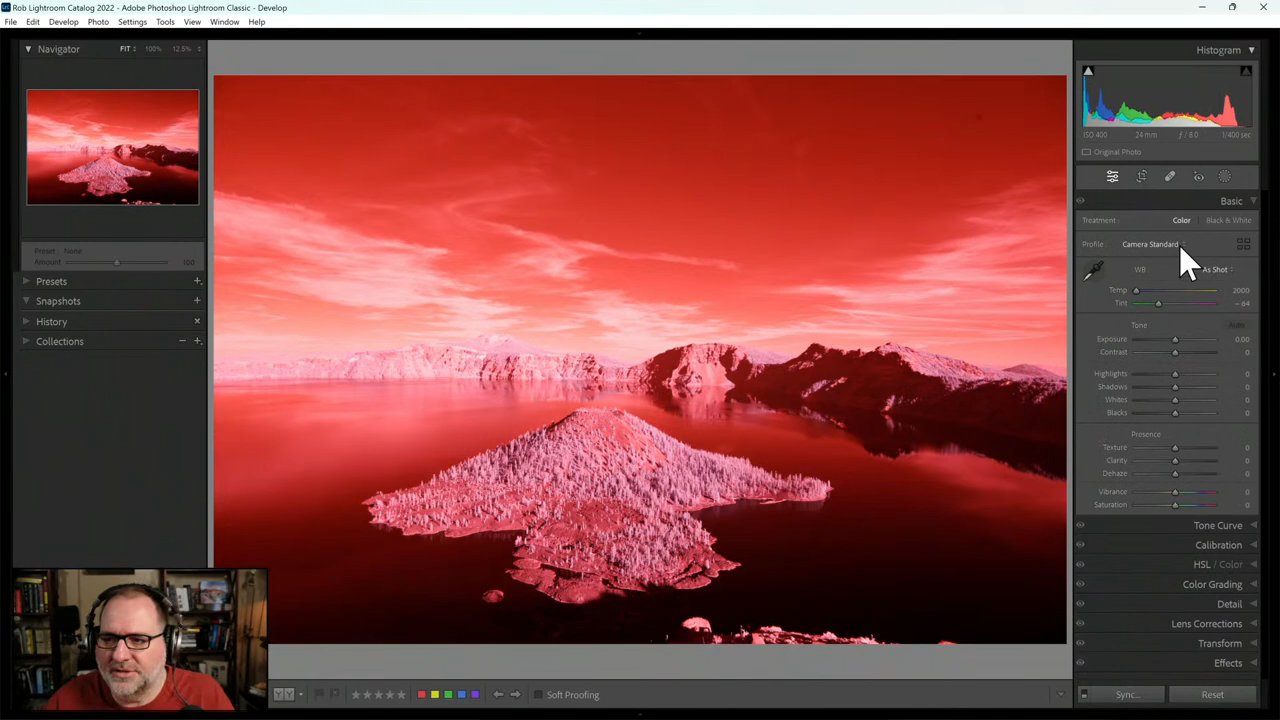 Rob Lightroom Catalog 2022 - Adobe Photoshop Lightroom Classic - Develop
File Edit Develop Photo Settings Tools View Window Help
Navigator FIT 100% 12.5%
Histogram
ISO 400 24 mm ƒ / 8.0 1/400 sec
Original Photo
Basic
Treatment : Color Black & White
Profile Camera Standard
WB As Shot
Temp 2000
Tint – 64
Tone Auto
Exposure 0.00
Contrast 0
Highlights 0
Shadows 0
Whites 0
Blacks 0
Presence
Texture 0
Clarity 0
Dehaze 0
Vibrance 0
Saturation 0
Tone Curve
Calibration
HSL / Color
Color Grading
Detail
Lens Corrections
Transform
Effects
Preset None
Amount 100
Presets
Snapshots
History
Collections
Y Y
Soft Proofing
Sync...
Reset